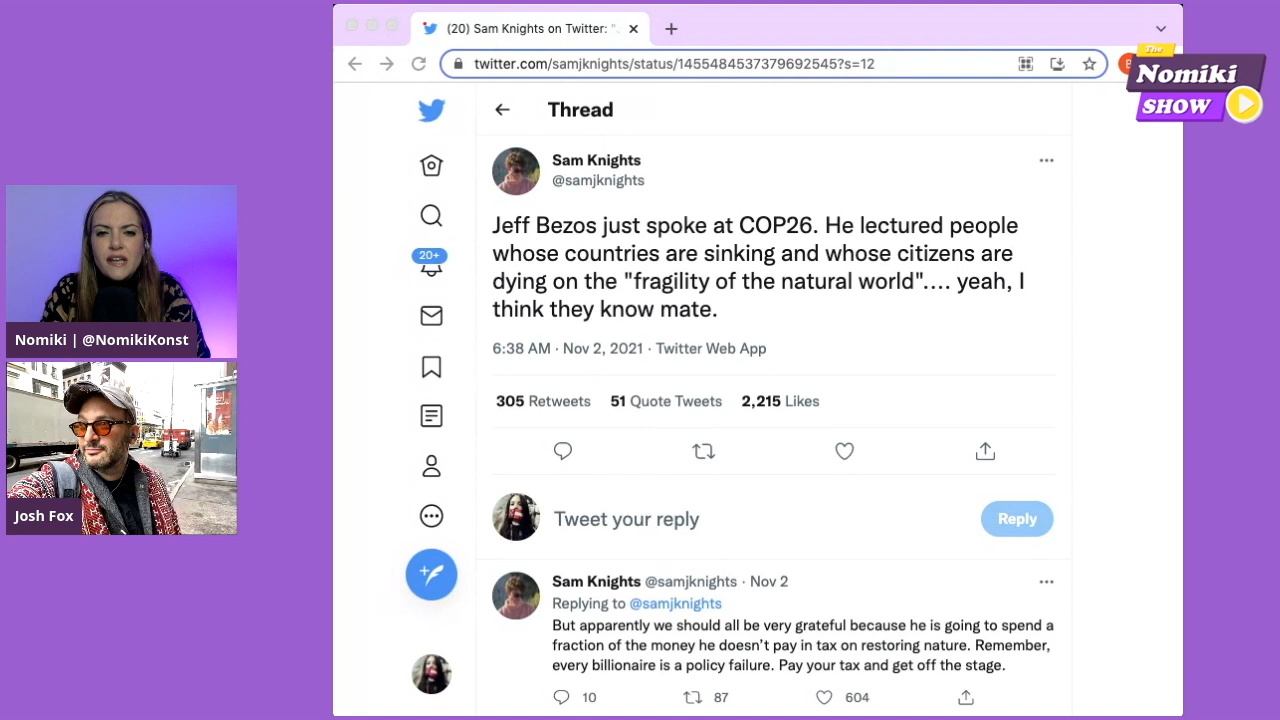 (20) Sam Knights on Twitter: "
twitter.com/samjknights/status/1455484537379692545?s=12
The
Nomiki
SHOW
Thread
Sam Knights
@samjknights
Jeff Bezos just spoke at COP26. He lectured people
whose countries are sinking and whose citizens are
dying on the "fragility of the natural world".... yeah, I
think they know mate.
6:38 AM · Nov 2, 2021 · Twitter Web App
305 Retweets 51 Quote Tweets 2,215 Likes
20+
Tweet your reply
Reply
Sam Knights @samjknights · Nov 2
Replying to @samjknights
But apparently we should all be very grateful because he is going to spend a
fraction of the money he doesn't pay in tax on restoring nature. Remember,
every billionaire is a policy failure. Pay your tax and get off the stage.
10 87 604
Nomiki | @NomikiKonst
Josh Fox